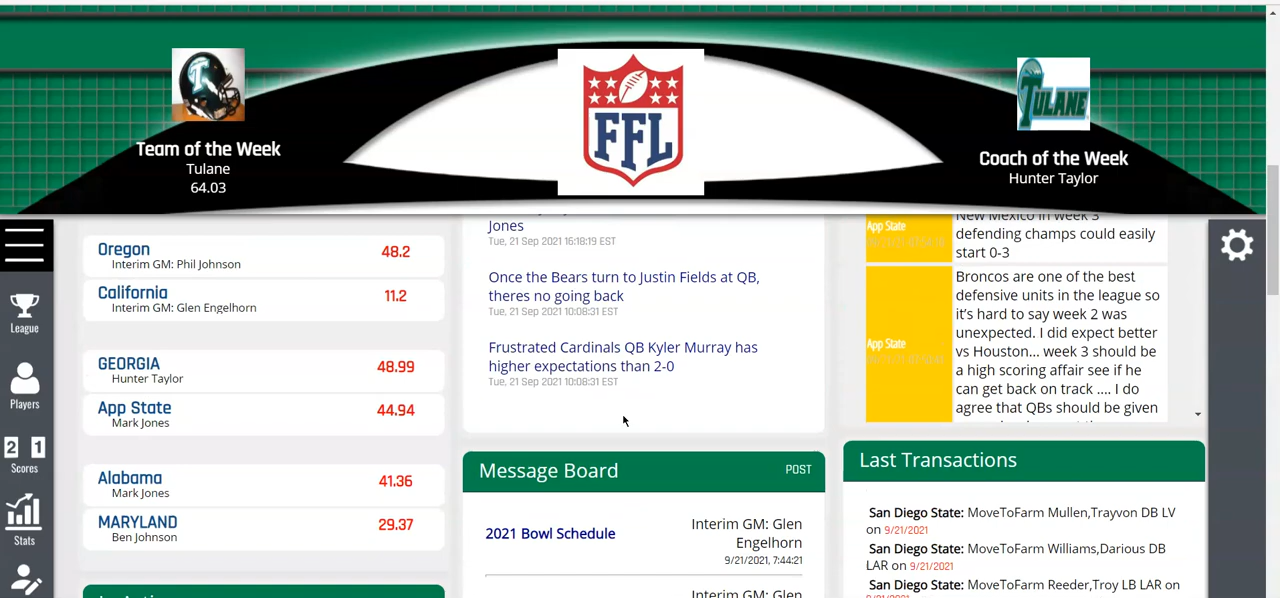 Team of the Week
Tulane
64.03
FFL
TULANE
Coach of the Week
Hunter Taylor
League
Players
2 1
Scores
Stats
Oregon 48.2
Interim GM: Phil Johnson
California 11.2
Interim GM: Glen Engelhorn
GEORGIA 48.99
Hunter Taylor
App State 44.94
Mark Jones
Alabama 41.36
Mark Jones
MARYLAND 29.37
Ben Johnson
Jones
Tue, 21 Sep 2021 16:18:19 EST
Once the Bears turn to Justin Fields at QB,
theres no going back
Tue, 21 Sep 2021 10:08:31 EST
Frustrated Cardinals QB Kyler Murray has
higher expectations than 2-0
Tue, 21 Sep 2021 10:08:31 EST
Message Board POST
2021 Bowl Schedule
Interim GM: Glen
Engelhorn
9/21/2021, 7:44:21
Interim GM: Glen
App State
New Mexico in week 3
defending champs could easily
start 0-3
App State
Broncos are one of the best
defensive units in the league so
it's hard to say week 2 was
unexpected. I did expect better
vs Houston... week 3 should be
a high scoring affair see if he
can get back on track .... I do
agree that QBs should be given
Last Transactions
San Diego State: MoveToFarm Mullen,Trayvon DB LV
on 9/21/2021
San Diego State: MoveToFarm Williams,Darious DB
LAR on 9/21/2021
San Diego State: MoveToFarm Reeder,Troy LB LAR on